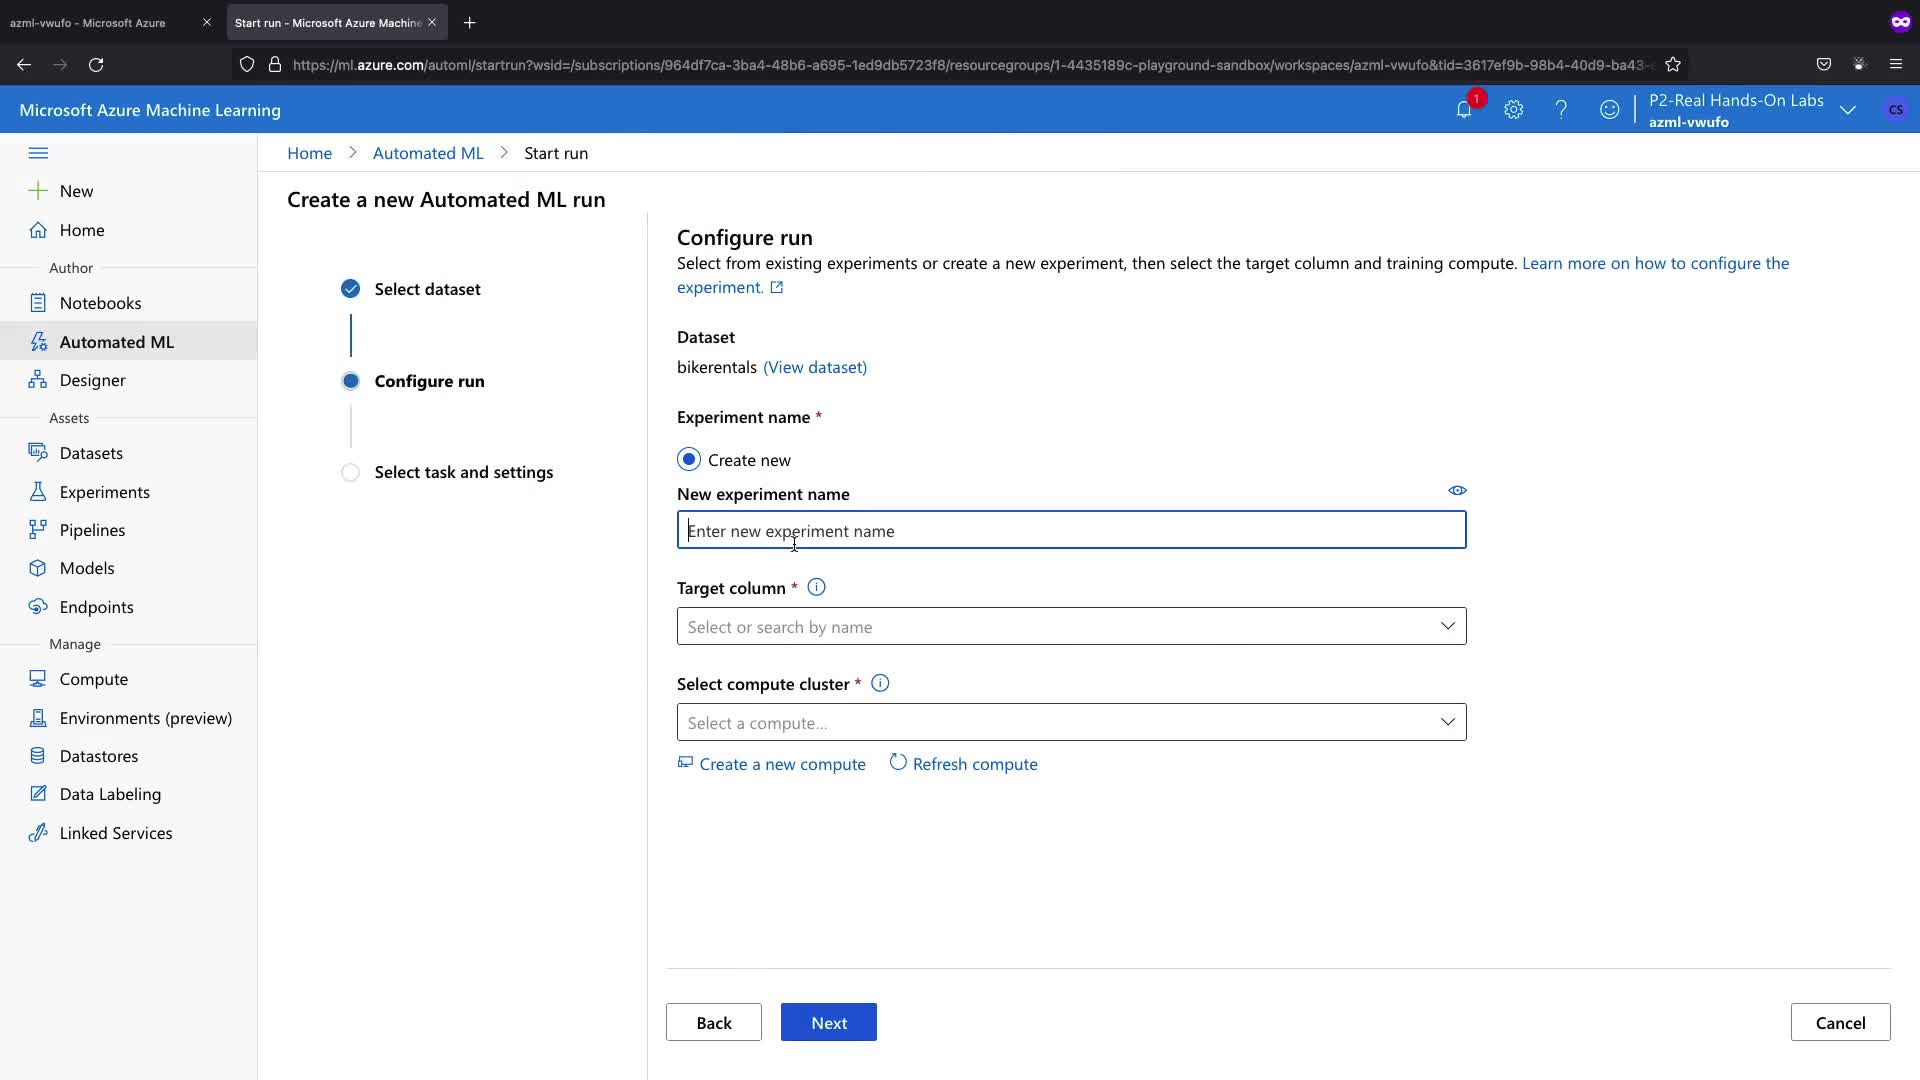 azml-vwufo - Microsoft Azure
Start run - Microsoft Azure Machine
https://ml.azure.com/automl/startrun?wsid=/subscriptions/964df7ca-3ba4-48b6-a695-1ed9db5723f8/resourcegroups/1-4435189c-playground-sandbox/workspaces/azml-vwufo&tid=3617ef9b-98b4-40d9-ba43-
Microsoft Azure Machine Learning
1
P2-Real Hands-On Labs
azml-vwufo
CS
Home > Automated ML > Start run
New
Home
Author
Notebooks
Automated ML
Designer
Assets
Datasets
Experiments
Pipelines
Models
Endpoints
Manage
Compute
Environments (preview)
Datastores
Data Labeling
Linked Services
Create a new Automated ML run
Select dataset
Configure run
Select task and settings
Configure run
Select from existing experiments or create a new experiment, then select the target column and training compute. Learn more on how to configure the
experiment.
Dataset
bikerentals (View dataset)
Experiment name *
Create new
New experiment name
Enter new experiment name
Target column *
Select or search by name
Select compute cluster *
Select a compute...
Create a new compute Refresh compute
Back Next Cancel